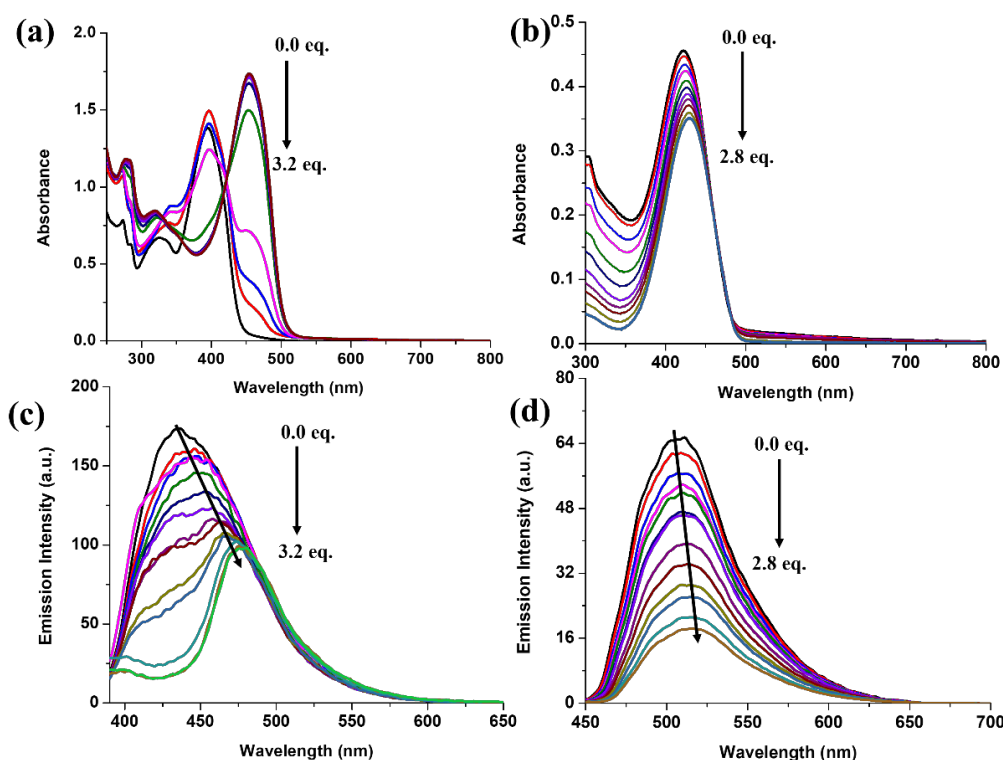 (a)
2.0
1.5
1.0
0.5
0.0
Absorbance
0.0 eq.
3.2 eq.
300 400 500 600 700 800
Wavelength (nm)
(b)
0.5
0.4
0.3
0.2
0.1
0.0
Absorbance
0.0 eq.
2.8 eq.
300 400 500 600 700 800
Wavelength (nm)
(c)
200
150
100
50
0
Emission Intensity (a.u.)
0.0 eq.
3.2 eq.
400 450 500 550 600 650
Wavelength (nm)
(d)
80
64
48
32
16
0
Emission Intensity (a.u.)
0.0 eq.
2.8 eq.
450 500 550 600 650 700
Wavelength (nm)